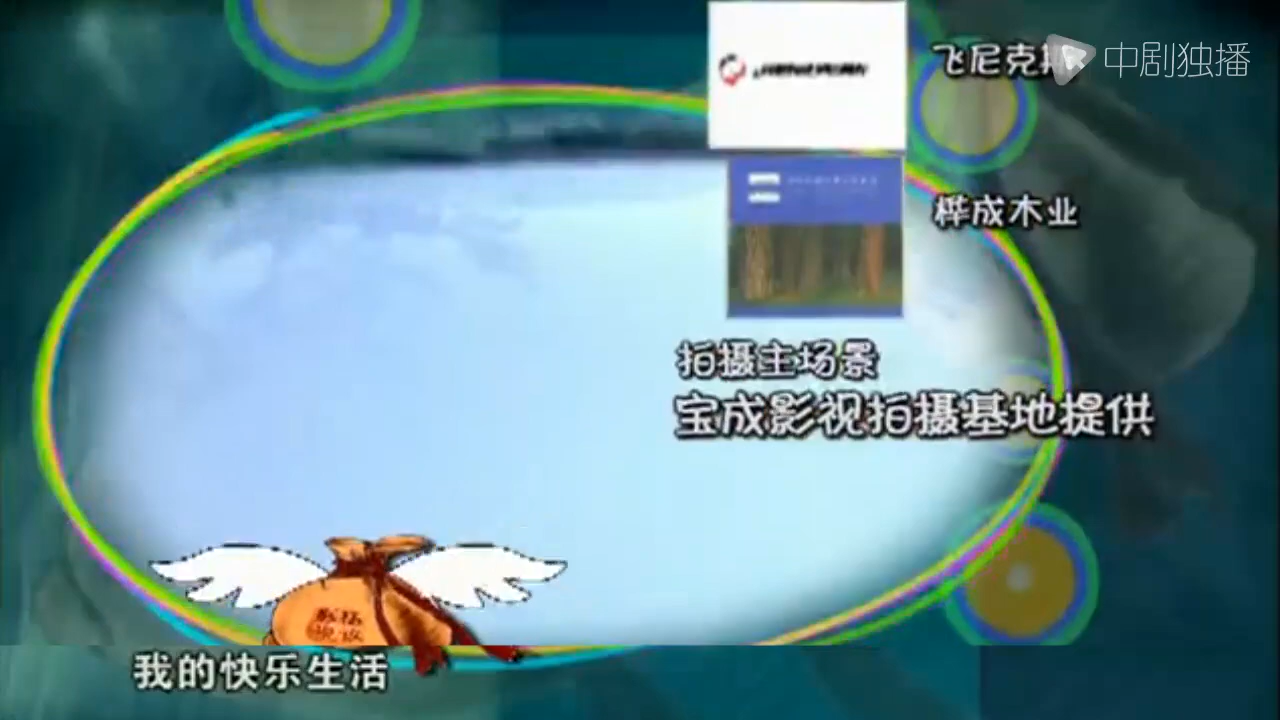 飞尼克斯
中剧独播
桦成木业
拍摄主场景
宝成影视拍摄基地提供
我的快乐生活